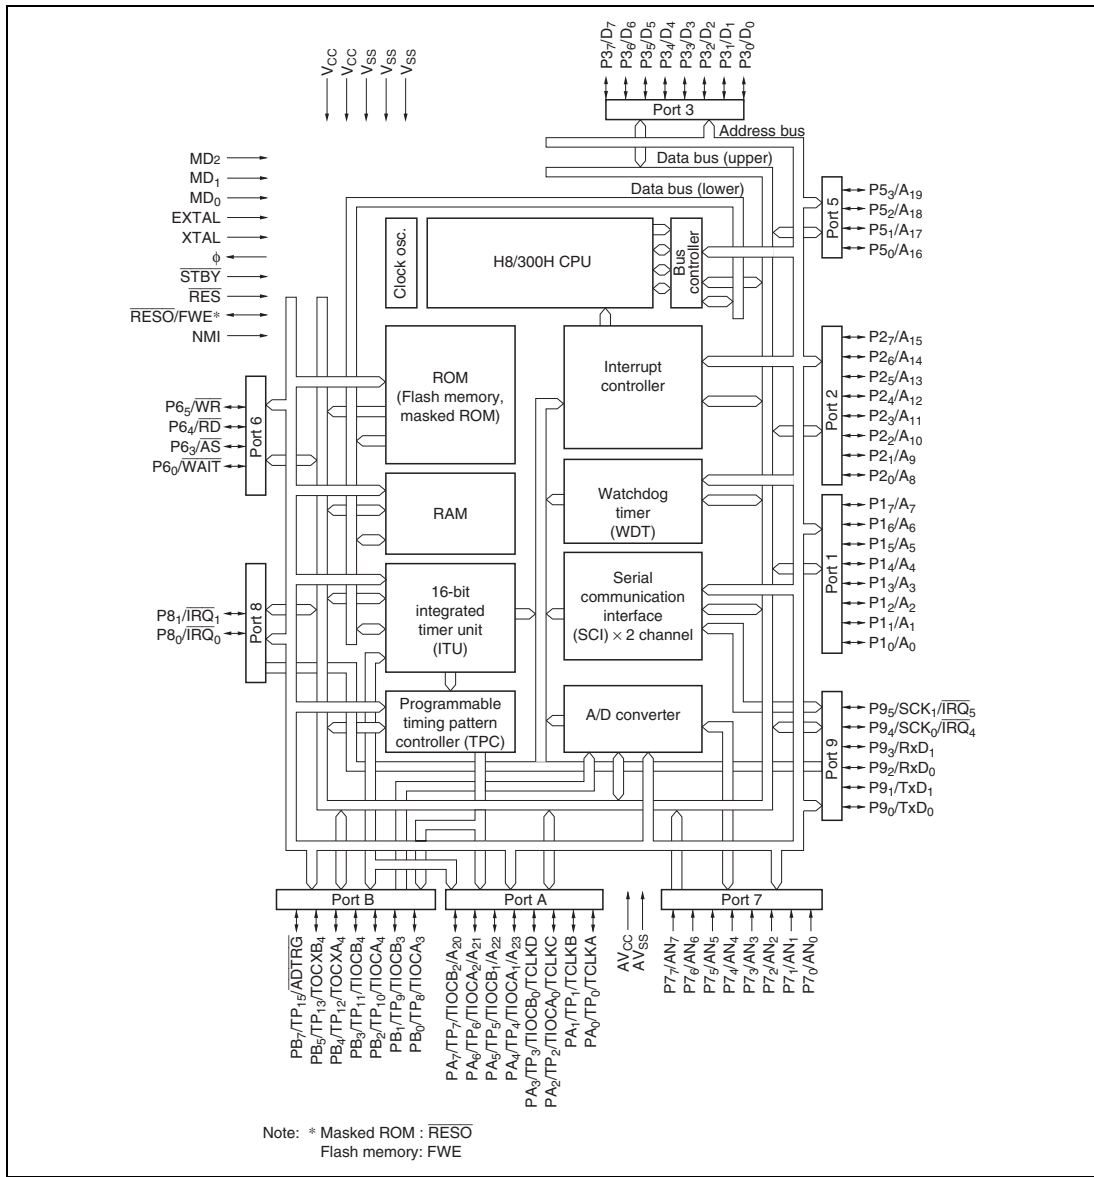 VCC
VCC
VSS
VSS
VSS
P37/D7
P36/D6
P35/D5
P34/D4
P33/D3
P32/D2
P31/D1
P30/D0
Port 3
Address bus
Data bus (upper)
Data bus (lower)
MD2
MD1
MD0
EXTAL
XTAL
ϕ
STBY
RES
RESO/FWE*
NMI
Clock osc.
H8/300H CPU
Bus
controller
Port 5
P53/A19
P52/A18
P51/A17
P50/A16
ROM
(Flash memory,
masked ROM)
Interrupt
controller
Port 2
P27/A15
P26/A14
P25/A13
P24/A12
P23/A11
P22/A10
P21/A9
P20/A8
Port 6
P65/WR
P64/RD
P63/AS
P60/WAIT
RAM
Watchdog
timer
(WDT)
Port 1
P17/A7
P16/A6
P15/A5
P14/A4
P13/A3
P12/A2
P11/A1
P10/A0
Port 8
P81/IRQ1
P80/IRQ0
16-bit
integrated
timer unit
(ITU)
Serial
communication
interface
(SCI) × 2 channel
Programmable
timing pattern
controller (TPC)
A/D converter
Port 9
P95/SCK1/IRQ5
P94/SCK0/IRQ4
P93/RxD1
P92/RxD0
P91/TxD1
P90/TxD0
Port B
Port A
Port 7
PB7/TP15/ADTRG
PB5/TP13/TOCXB4
PB4/TP12/TOCXA4
PB3/TP11/TIOCB4
PB2/TP10/TIOCA4
PB1/TP9/TIOCB3
PB0/TP8/TIOCA3
PA7/TP7/TIOCB2/A20
PA6/TP6/TIOCA2/A21
PA5/TP5/TIOCB1/A22
PA4/TP4/TIOCA1/A23
PA3/TP3/TIOCB0/TCLKD
PA2/TP2/TIOCA0/TCLKC
PA1/TP1/TCLKB
PA0/TP0/TCLKA
AVCC
AVSS
P77/AN7
P76/AN6
P75/AN5
P74/AN4
P73/AN3
P72/AN2
P71/AN1
P70/AN0
Note: * Masked ROM : RESO
Flash memory: FWE